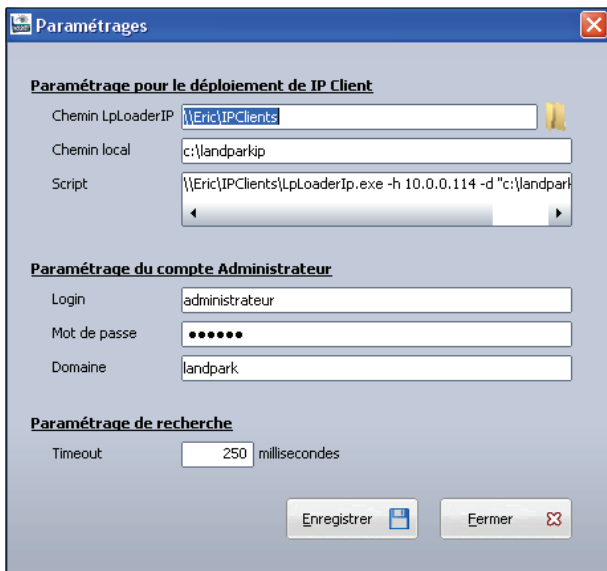 Paramétrages
Paramétrage pour le déploiement de IP Client
Chemin LpLoaderIP \\Eric\IPClients
Chemin local c:\landparkip
Script \\Eric\IPClients\LpLoaderIp.exe -h 10.0.0.114 -d "c:\landpark
Paramétrage du compte Administrateur
Login administrateur
Mot de passe ●●●●●●
Domaine landpark
Paramétrage de recherche
Timeout 250 millisecondes
Enregistrer Fermer